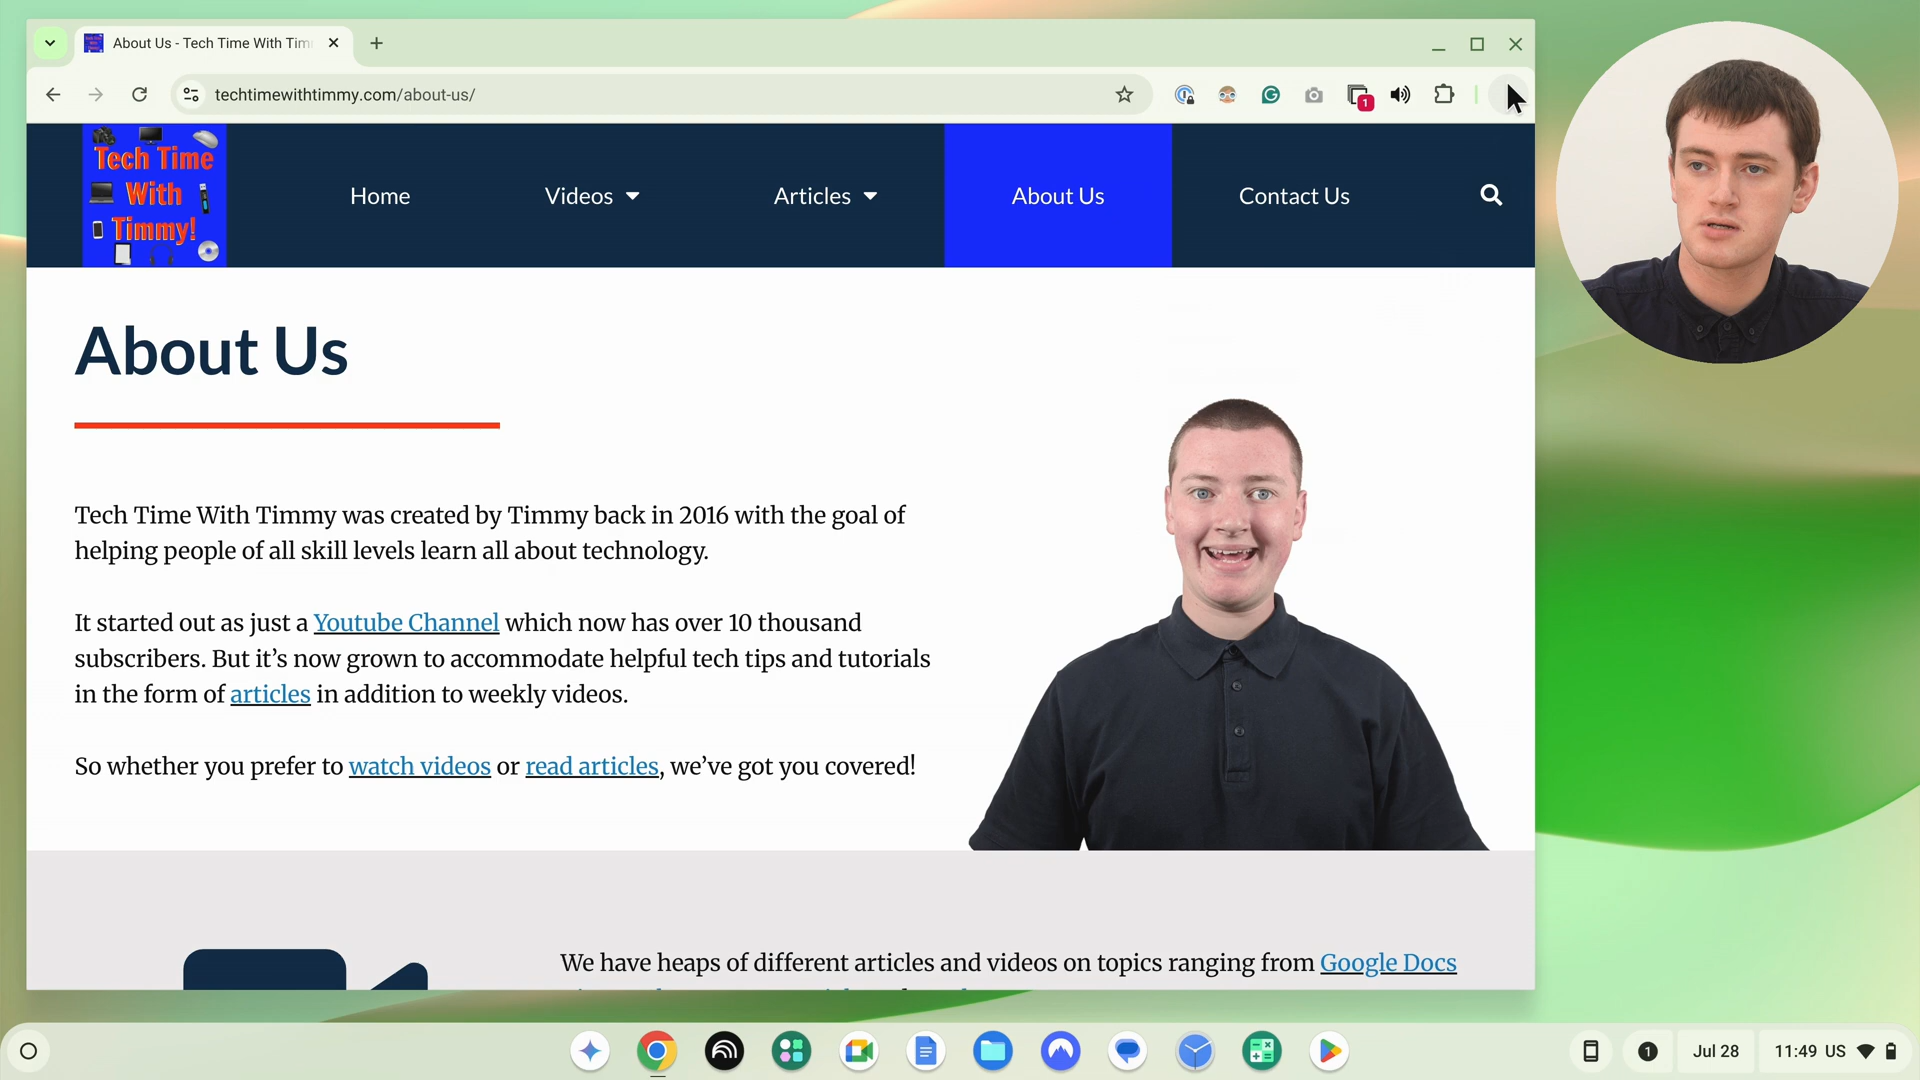 About Us - Tech Time With Tim
techtimewithtimmy.com/about-us/
1
Tech Time
With
Timmy!
Home
Videos
Articles
About Us
Contact Us
About Us
Tech Time With Timmy was created by Timmy back in 2016 with the goal of
helping people of all skill levels learn all about technology.
It started out as just a Youtube Channel which now has over 10 thousand
subscribers. But it’s now grown to accommodate helpful tech tips and tutorials
in the form of articles in addition to weekly videos.
So whether you prefer to watch videos or read articles, we’ve got you covered!
We have heaps of different articles and videos on topics ranging from Google Docs
1
Jul 28
11:49 US